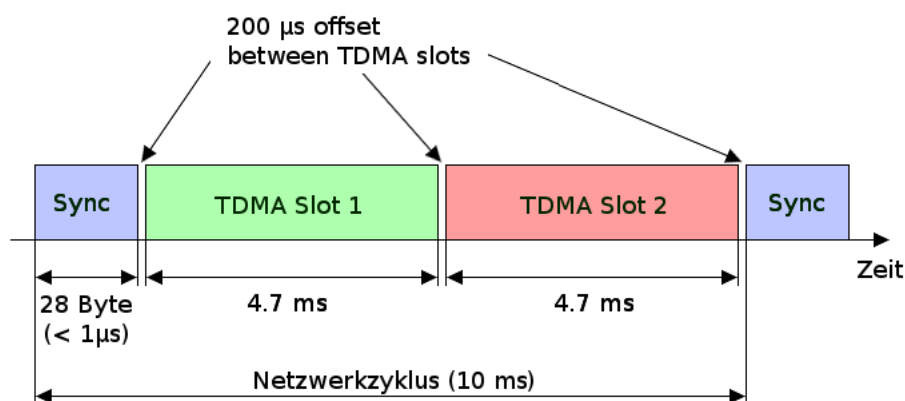 200 µs offset
between TDMA slots
Sync
TDMA Slot 1
TDMA Slot 2
Sync
Zeit
28 Byte
(< 1µs)
4.7 ms
4.7 ms
Netzwerkzyklus (10 ms)